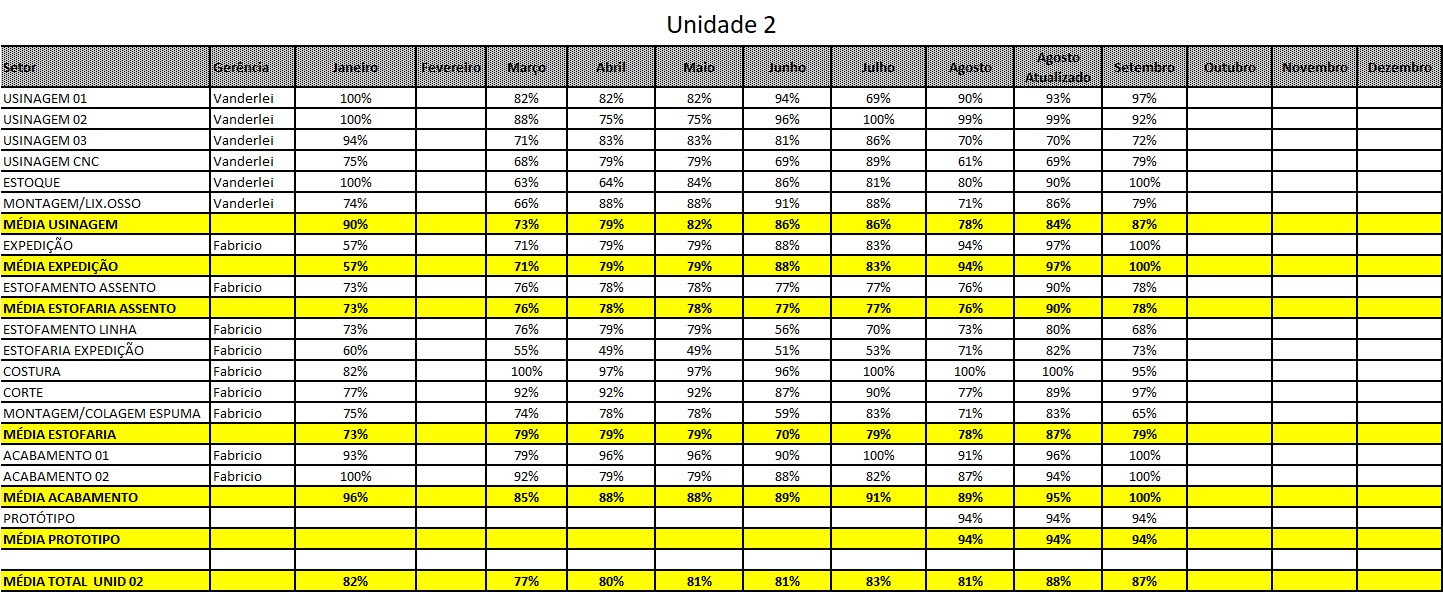 Unidade 2
Setor Gerência Janeiro Fevereiro Março Abril Maio Junho Julho Agosto Agosto Atualizado Setembro Outubro Novembro Dezembro
USINAGEM 01 Vanderlei 100% 82% 82% 82% 94% 69% 90% 93% 97%
USINAGEM 02 Vanderlei 100% 88% 75% 75% 96% 100% 99% 99% 92%
USINAGEM 03 Vanderlei 94% 71% 83% 83% 81% 86% 70% 70% 72%
USINAGEM CNC Vanderlei 75% 68% 79% 79% 69% 89% 61% 69% 79%
ESTOQUE Vanderlei 100% 63% 64% 84% 86% 81% 80% 90% 100%
MONTAGEM/LIX.OSSO Vanderlei 74% 66% 88% 88% 91% 88% 71% 86% 79%
MÉDIA USINAGEM 90% 73% 79% 82% 86% 86% 78% 84% 87%
EXPEDIÇÃO Fabricio 57% 71% 79% 79% 88% 83% 94% 97% 100%
MÉDIA EXPEDIÇÃO 57% 71% 79% 79% 88% 83% 94% 97% 100%
ESTOFAMENTO ASSENTO Fabricio 73% 76% 78% 78% 77% 77% 76% 90% 78%
MÉDIA ESTOFARIA ASSENTO 73% 76% 78% 78% 77% 77% 76% 90% 78%
ESTOFAMENTO LINHA Fabricio 73% 76% 79% 79% 56% 70% 73% 80% 68%
ESTOFARIA EXPEDIÇÃO Fabricio 60% 55% 49% 49% 51% 53% 71% 82% 73%
COSTURA Fabricio 82% 100% 97% 97% 96% 100% 100% 100% 95%
CORTE Fabricio 77% 92% 92% 92% 87% 90% 77% 89% 97%
MONTAGEM/COLAGEM ESPUMA Fabricio 75% 74% 78% 78% 59% 83% 71% 83% 65%
MÉDIA ESTOFARIA 73% 79% 79% 79% 70% 79% 78% 87% 79%
ACABAMENTO 01 Fabricio 93% 79% 96% 96% 90% 100% 91% 96% 100%
ACABAMENTO 02 Fabricio 100% 92% 79% 79% 88% 82% 87% 94% 100%
MÉDIA ACABAMENTO 96% 85% 88% 88% 89% 91% 89% 95% 100%
PROTÓTIPO 94% 94% 94%
MÉDIA PROTOTIPO 94% 94% 94%
MÉDIA TOTAL UNID 02 82% 77% 80% 81% 81% 83% 81% 88% 87%